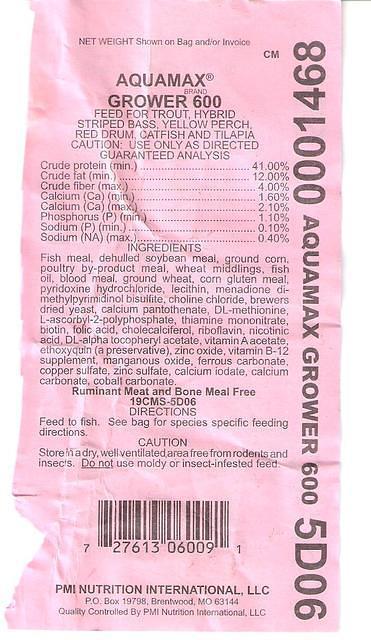 NET WEIGHT Shown on Bag and/or Invoice
CM
AQUAMAX®
BRAND
GROWER 600
FEED FOR TROUT, HYBRID
STRIPED BASS, YELLOW PERCH,
RED DRUM, CATFISH AND TILAPIA
CAUTION: USE ONLY AS DIRECTED
GUARANTEED ANALYSIS
Crude protein (min.) 41.00%
Crude fat (min.) 12.00%
Crude fiber (max) 4.00%
Calcium (Ca) (min.) 1.60%
Calcium (Ca) (max.) 2.10%
Phosphorus (P) (min.) 1.10%
Sodium (P) (min.) 0.10%
Sodium (NA) (max.) 0.40%
INGREDIENTS
Fish meal, dehulled soybean meal, ground corn,
poultry by-product meal, wheat middlings, fish
oil, blood meal, ground wheat, corn gluten meal,
pyridoxine hydrochloride, lecithin, menadione di-
methylpyrimidinol bisulfite, choline chloride, brewers
dried yeast, calcium pantothenate, DL-methionine,
L-ascorbyl-2-polyphosphate, thiamine mononitrate,
biotin, folic acid, cholecalciferol, riboflavin, nicotinic
acid, DL-alpha tocopheryl acetate, vitamin A acetate,
ethoxyquin (a preservative), zinc oxide, vitamin B-12
supplement, manganous oxide, ferrous carbonate,
copper sulfate, zinc sulfate, calcium iodate, calcium
carbonate, cobalt carbonate.
Ruminant Meat and Bone Meal Free
19CMS-5D06
DIRECTIONS
Feed to fish. See bag for species specific feeding
directions.
CAUTION
Store in a dry, well ventilated area free from rodents and
insects. Do not use moldy or insect-infested feed.
7 27613 06009 1
PMI NUTRITION INTERNATIONAL, LLC
P.O. Box 19798, Brentwood, MO 63144
Quality Controlled By PMI Nutrition International, LLC
8941000 AQUAMAX GROWER 600 5D06